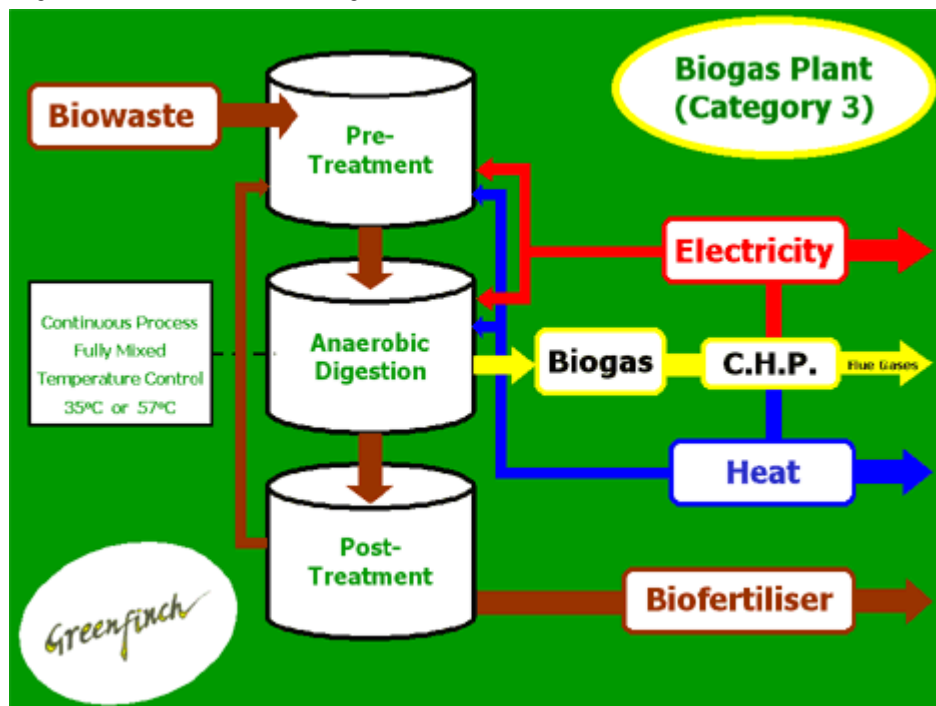 Biogas Plant
(Category 3)
Biowaste
Pre-
Treatment
Electricity
Continuous Process
Fully Mixed
Temperature Control
35ºC or 57ºC
Anaerobic
Digestion
Biogas
C.H.P.
Flue Gases
Heat
Post-
Treatment
Biofertiliser
Greenfinch